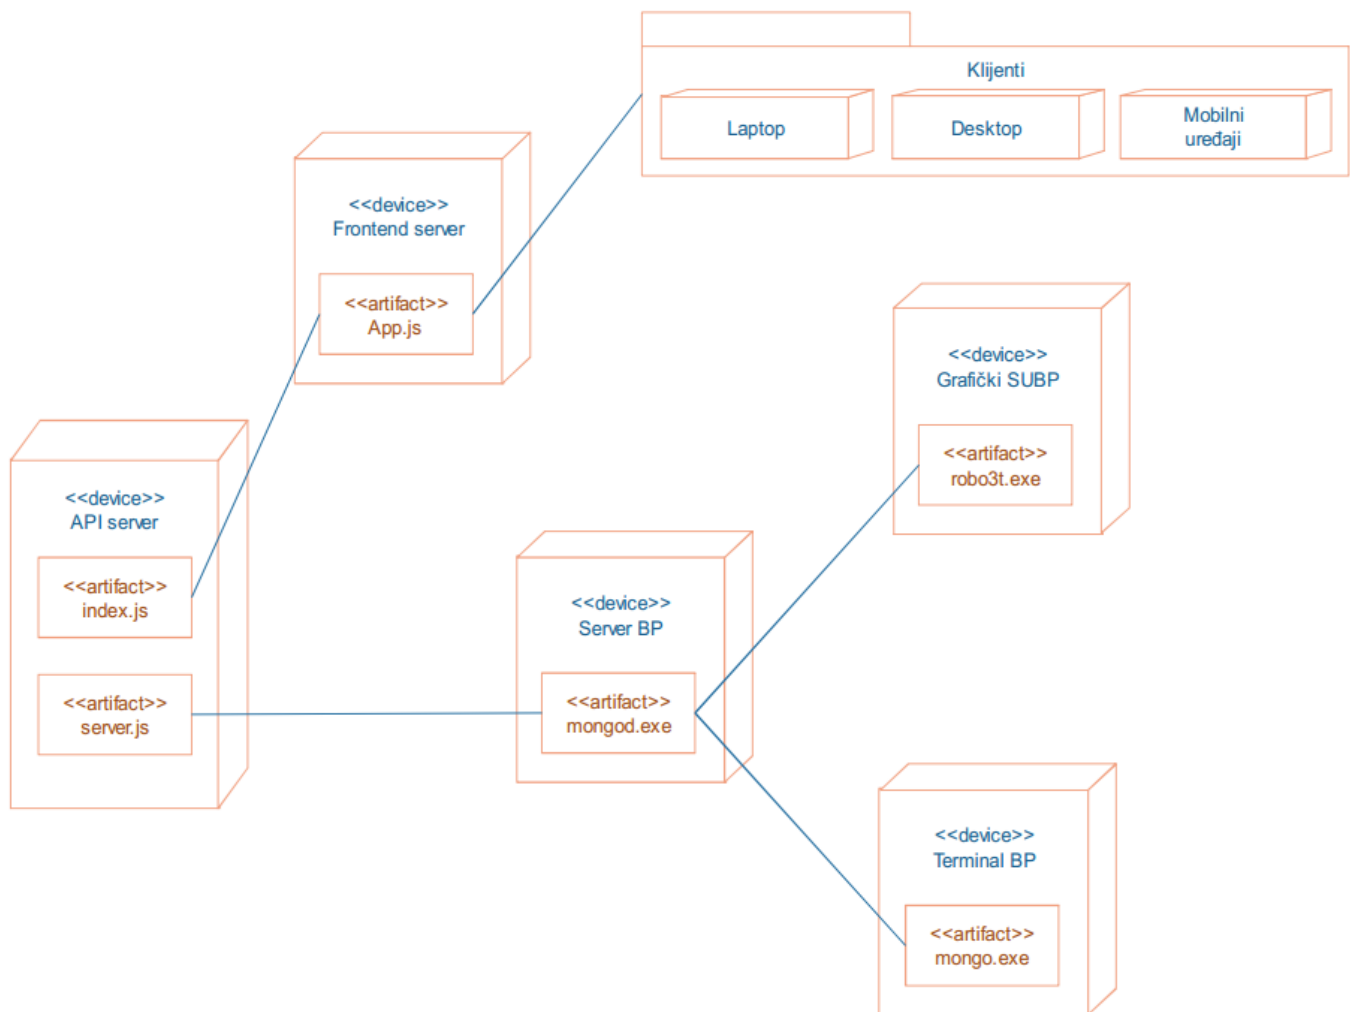 Klijenti
Laptop
Desktop
Mobilni
uređaji
<<device>>
Frontend server
<<artifact>>
App.js
<<device>>
Grafički SUBP
<<artifact>>
robo3t.exe
<<device>>
API server
<<artifact>>
index.js
<<artifact>>
server.js
<<device>>
Server BP
<<artifact>>
mongod.exe
<<device>>
Terminal BP
<<artifact>>
mongo.exe